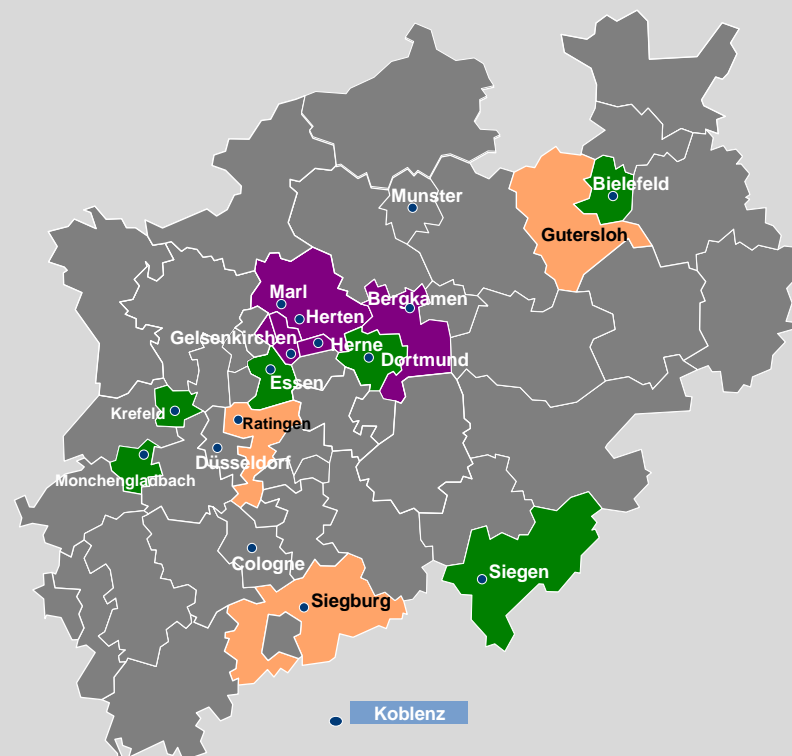 Munster
Bielefeld
Gutersloh
Marl
Bergkamen
Herten
Gelsenkirchen
Herne
Dortmund
Essen
Krefeld
Ratingen
Düsseldorf
Monchengladbach
Cologne
Siegen
Siegburg
Koblenz